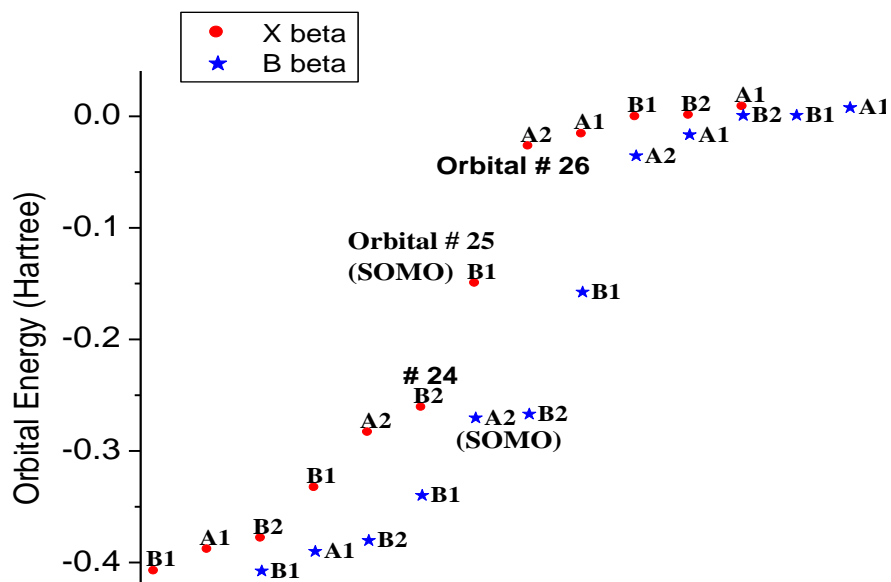 X beta
B beta
0.0
-0.1
-0.2
-0.3
-0.4
Orbital Energy (Hartree)
A2
A1
B1
B2
A1
B2
B1
A1
A2
A1
Orbital # 26
Orbital # 25
(SOMO)
B1
B1
# 24
B2
A2
A2
B2
(SOMO)
B1
B1
B2
A1
B1
B1
A1
B2